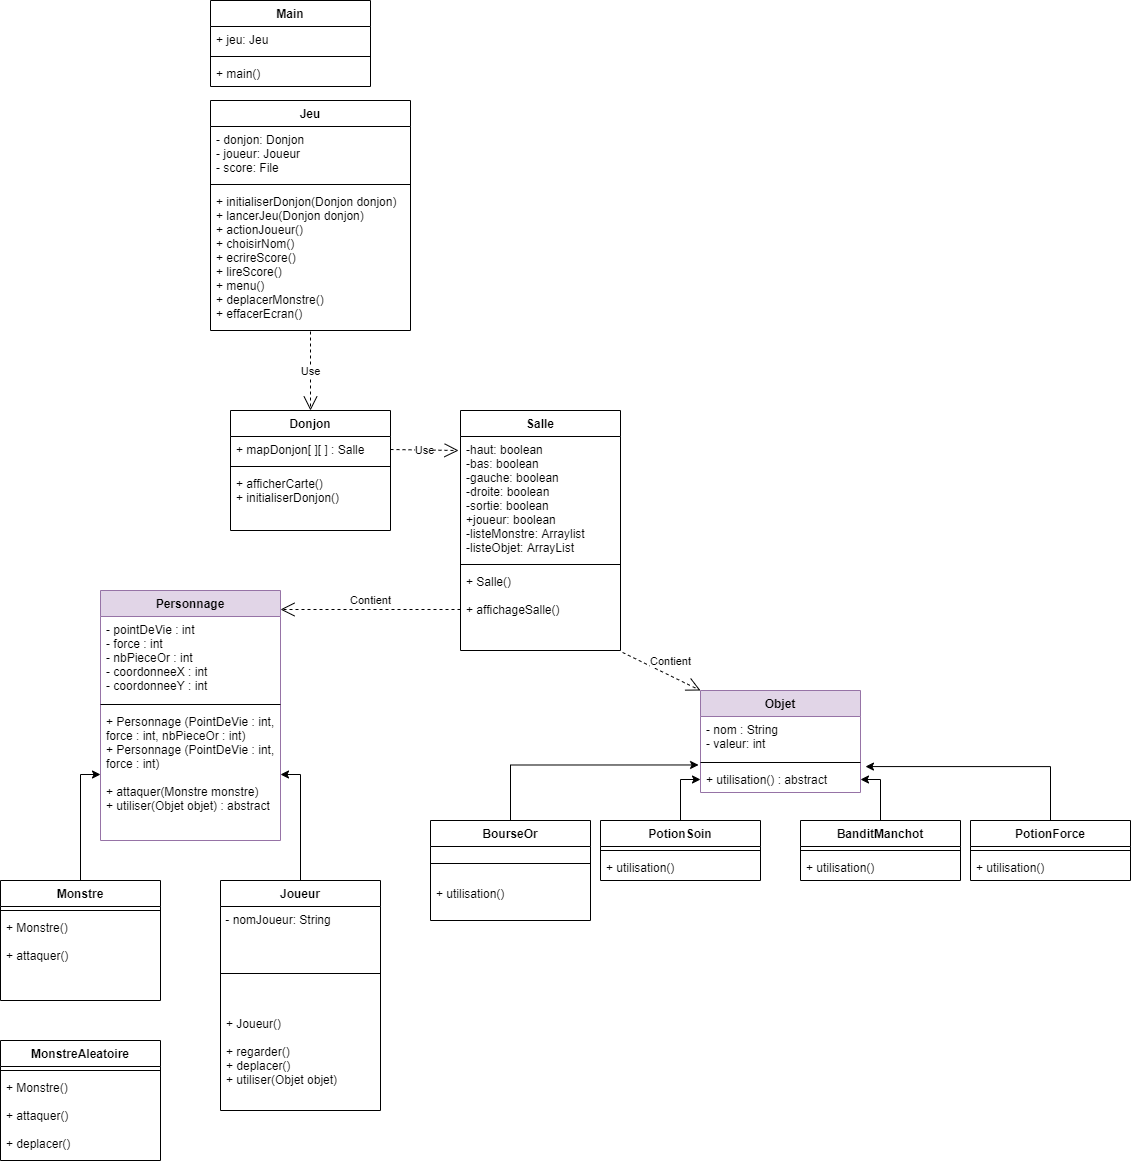 Main
+ jeu: Jeu
+ main()
Jeu
- donjon: Donjon
- joueur: Joueur
- score: File
+ initialiserDonjon(Donjon donjon)
+ lancerJeu(Donjon donjon)
+ actionJoueur()
+ choisirNom()
+ ecrireScore()
+ lireScore()
+ menu()
+ deplacerMonstre()
+ effacerEcran()
Use
Donjon
+ mapDonjon[ ][ ] : Salle
+ afficherCarte()
+ initialiserDonjon()
Use
Salle
-haut: boolean
-bas: boolean
-gauche: boolean
-droite: boolean
-sortie: boolean
+joueur: boolean
-listeMonstre: Arraylist
-listeObjet: ArrayList
+ Salle()
+ affichageSalle()
Contient
Personnage
- pointDeVie : int
- force : int
- nbPieceOr : int
- coordonneeX : int
- coordonneeY : int
+ Personnage (PointDeVie : int,
force : int, nbPieceOr : int)
+ Personnage (PointDeVie : int,
force : int)
+ attaquer(Monstre monstre)
+ utiliser(Objet objet) : abstract
Contient
Objet
- nom : String
- valeur: int
+ utilisation() : abstract
BourseOr
+ utilisation()
PotionSoin
+ utilisation()
BanditManchot
+ utilisation()
PotionForce
+ utilisation()
Monstre
+ Monstre()
+ attaquer()
Joueur
- nomJoueur: String
+ Joueur()
+ regarder()
+ deplacer()
+ utiliser(Objet objet)
MonstreAleatoire
+ Monstre()
+ attaquer()
+ deplacer()